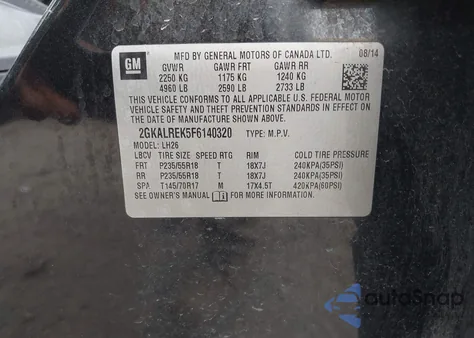 GM
MFD BY GENERAL MOTORS OF CANADA LTD. 08/14
GVWR GAWR FRT GAWR RR
2250 KG 1175 KG 1240 KG
4960 LB 2590 LB 2733 LB
THIS VEHICLE CONFORMS TO ALL APPLICABLE U.S. FEDERAL MOTOR
VEHICLE SAFETY AND THEFT PREVENTION STANDARDS IN EFFECT ON
THE DATE OF MANUFACTURE SHOWN ABOVE.
2GKALREK5F6140320 TYPE: M.P.V.
MODEL: LH26
LBCV TIRE SIZE SPEED RTG RIM COLD TIRE PRESSURE
FRT P235/55R18 T 18X7J 240KPA(35PSI)
RR P235/55R18 T 18X7J 240KPA(35PSI)
SPA T145/70R17 M 17X4.5T 420KPA(60PSI)
SEE OWNER'S MANUAL FOR MORE INFORMATION
autoSnap